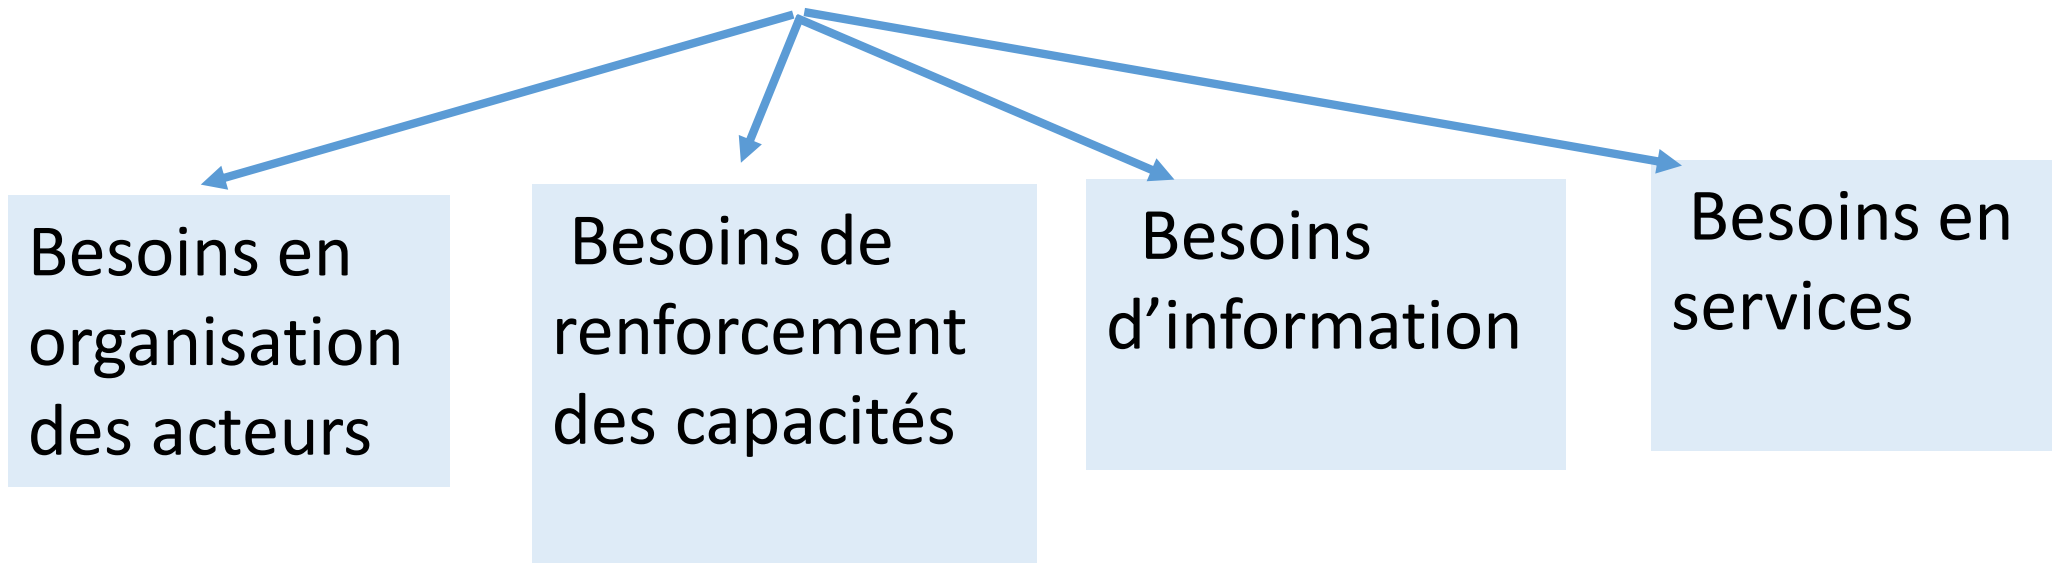 Besoins en
organisation
des acteurs
Besoins de
renforcement
des capacités
Besoins
d’information
Besoins en
services